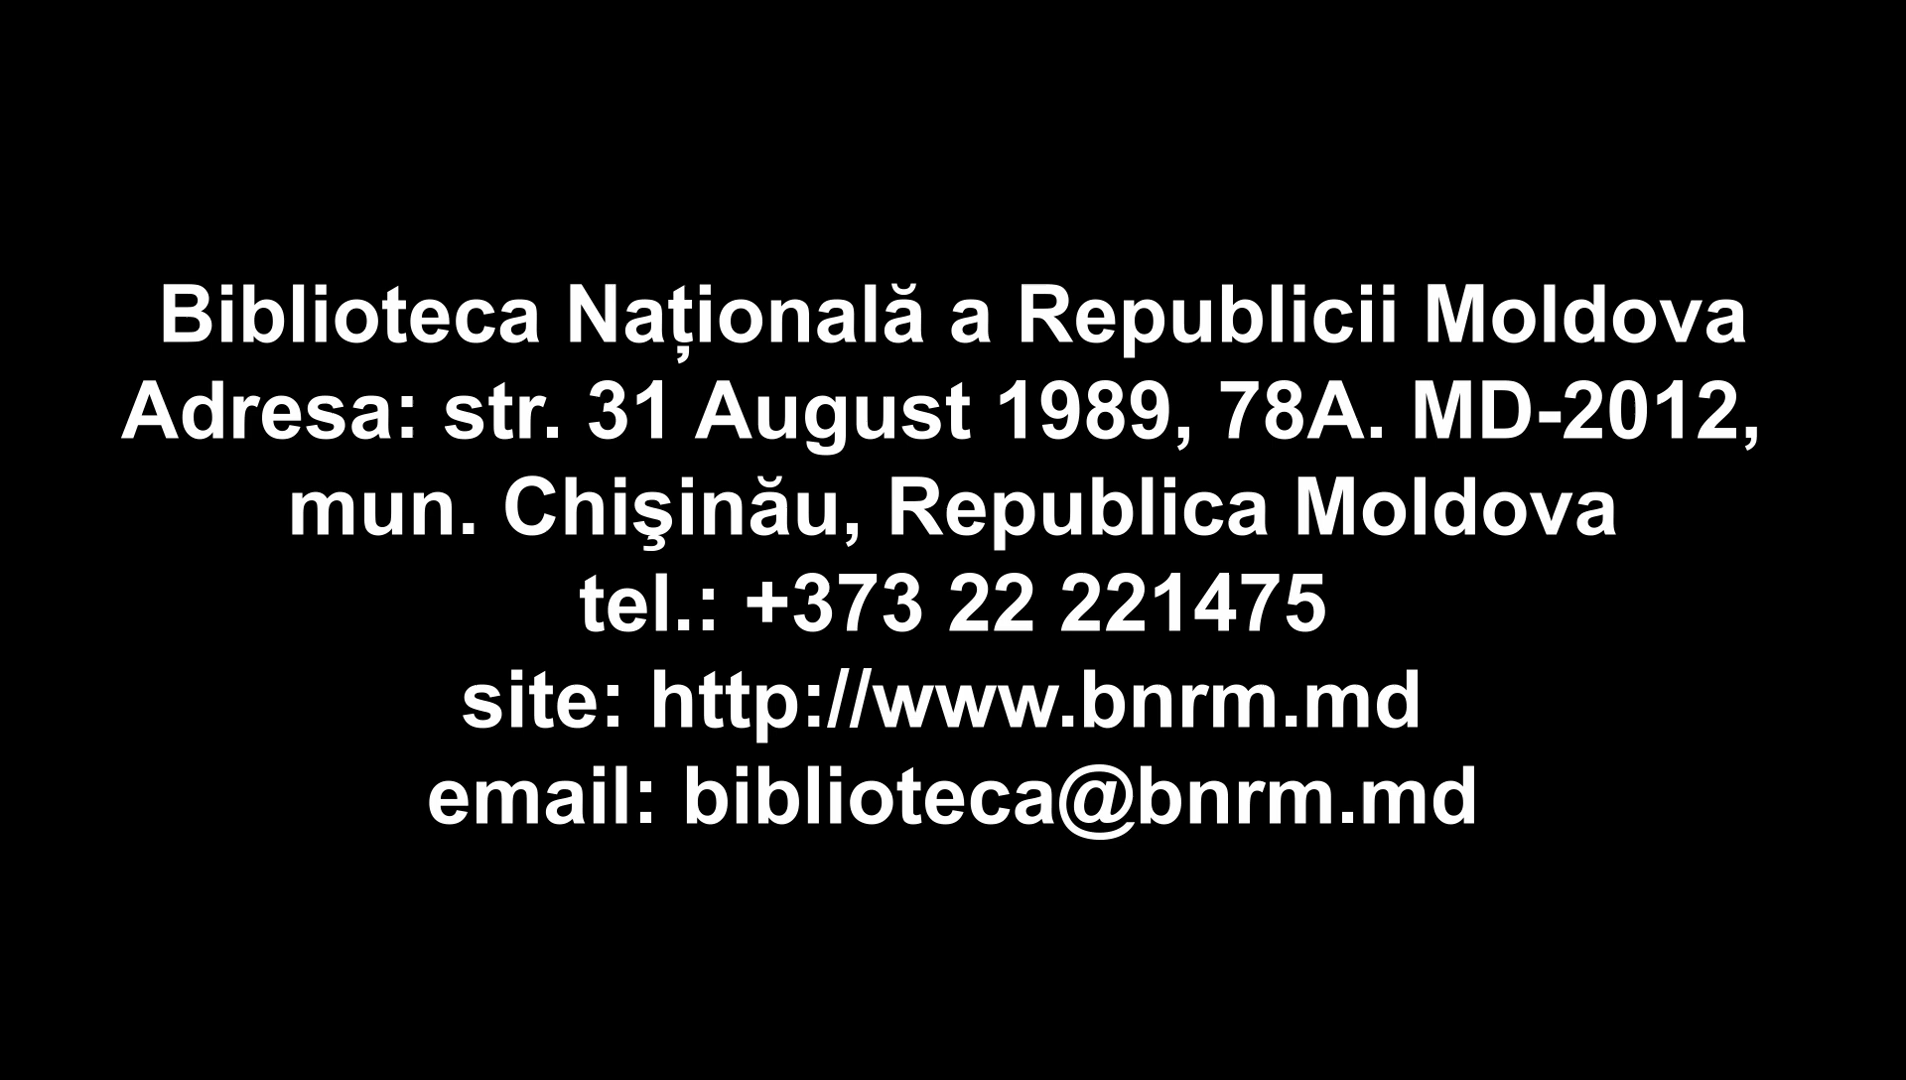 Biblioteca Națională a Republicii Moldova
Adresa: str. 31 August 1989, 78A. MD-2012,
mun. Chişinău, Republica Moldova
tel.: +373 22 221475
site: http://www.bnrm.md
email: biblioteca@bnrm.md